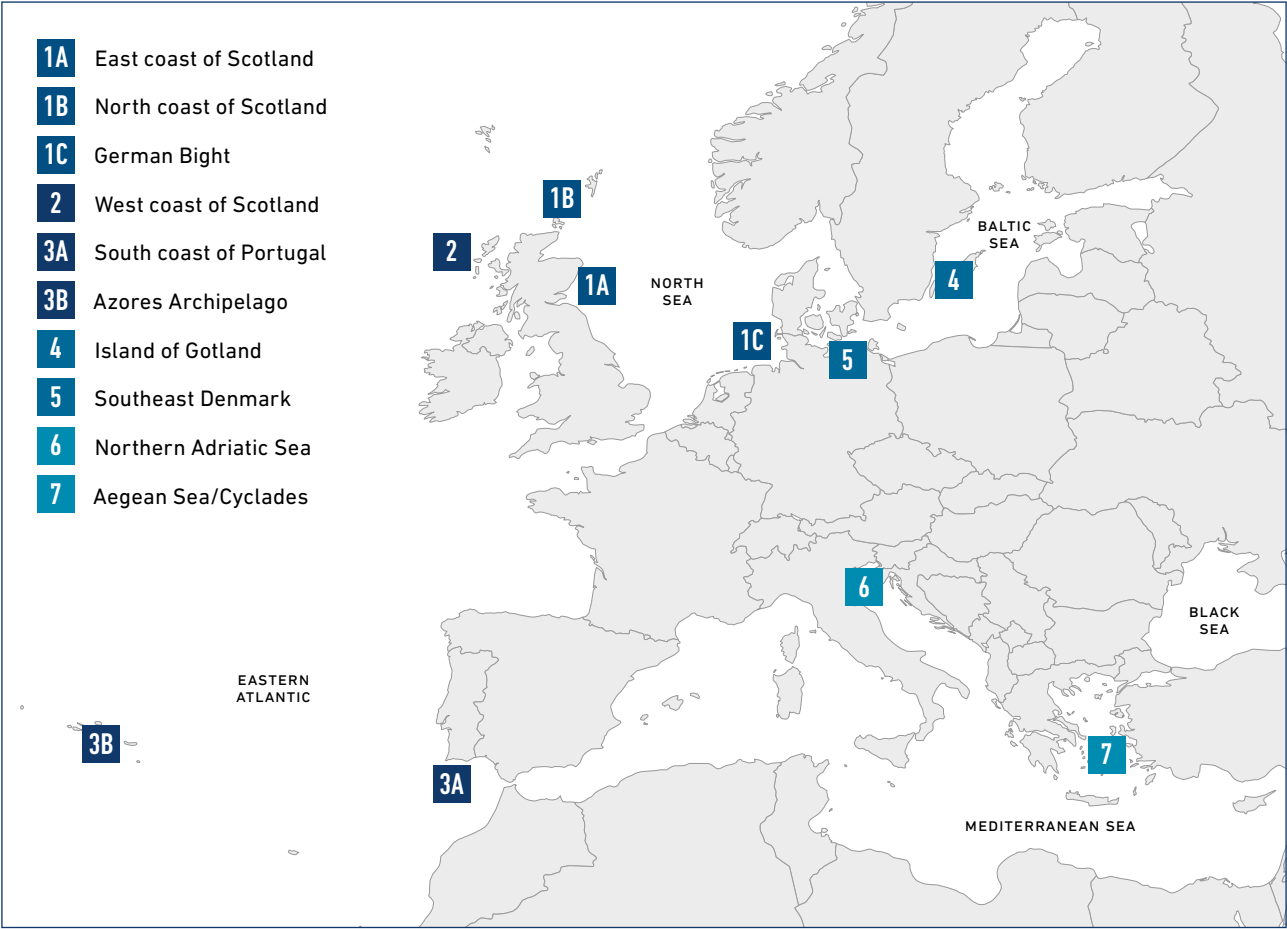 1A East coast of Scotland
1B North coast of Scotland
1C German Bight
2 West coast of Scotland
3A South coast of Portugal
3B Azores Archipelago
4 Island of Gotland
5 Southeast Denmark
6 Northern Adriatic Sea
7 Aegean Sea/Cyclades
1B
2
1A
NORTH
SEA
BALTIC
SEA
4
1C
5
6
BLACK
SEA
EASTERN
ATLANTIC
3B
3A
7
MEDITERRANEAN SEA